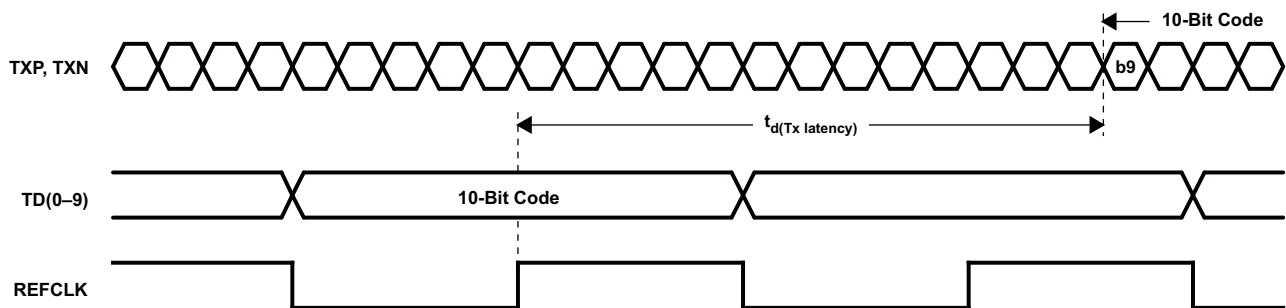 10-Bit Code
TXP, TXN
b9
td(Tx latency)
TD(0–9)
10-Bit Code
REFCLK